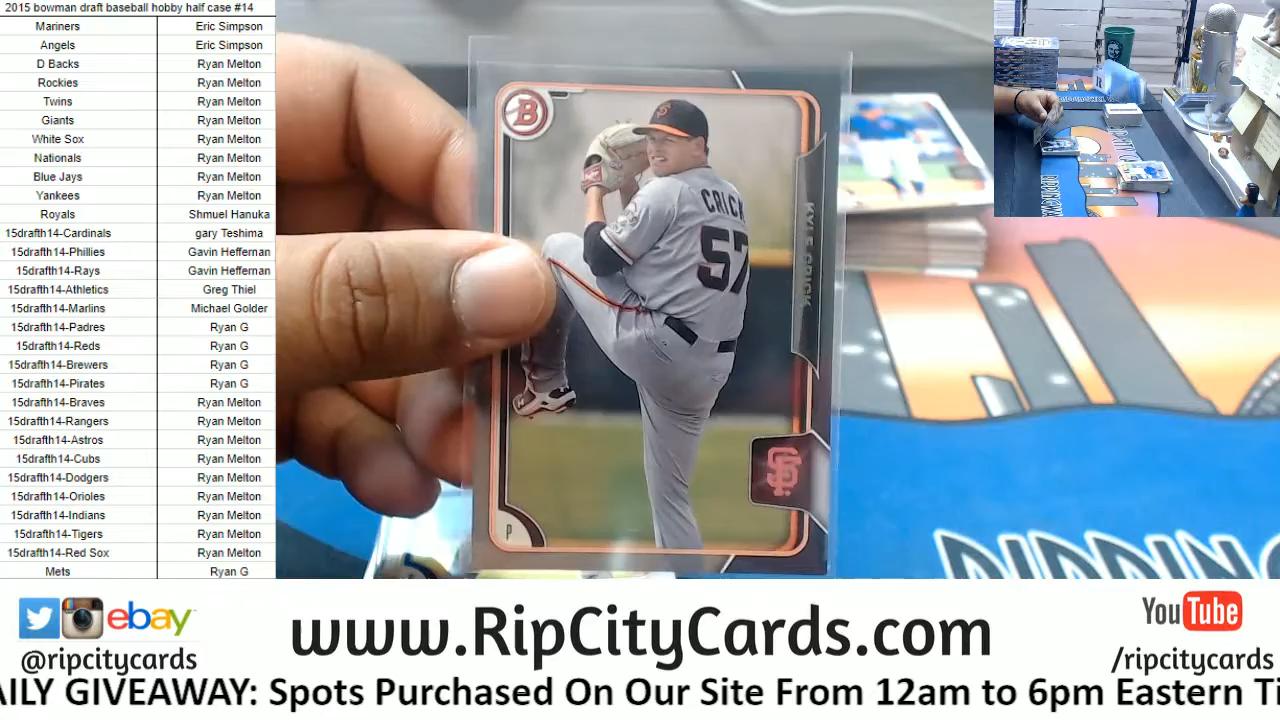 2015 bowman draft baseball hobby half case #14
Mariners Eric Simpson
Angels Eric Simpson
D Backs Ryan Melton
Rockies Ryan Melton
Twins Ryan Melton
Giants Ryan Melton
White Sox Ryan Melton
Nationals Ryan Melton
Blue Jays Ryan Melton
Yankees Ryan Melton
Royals Shmuel Hanuka
15drafth14-Cardinals gary Teshima
15drafth14-Phillies Gavin Heffernan
15drafth14-Rays Gavin Heffernan
15drafth14-Athletics Greg Thiel
15drafth14-Marlins Michael Golder
15drafth14-Padres Ryan G
15drafth14-Reds Ryan G
15drafth14-Brewers Ryan G
15drafth14-Pirates Ryan G
15drafth14-Braves Ryan Melton
15drafth14-Rangers Ryan Melton
15drafth14-Astros Ryan Melton
15drafth14-Cubs Ryan Melton
15drafth14-Dodgers Ryan Melton
15drafth14-Orioles Ryan Melton
15drafth14-Indians Ryan Melton
15drafth14-Tigers Ryan Melton
15drafth14-Red Sox Ryan Melton
Mets Ryan G
B
SF
CRICK
57
KYLE CRICK
SF
P
RIPPING
ebay
@ripcitycards
www.RipCityCards.com
YouTube
/ripcitycards
AILY GIVEAWAY: Spots Purchased On Our Site From 12am to 6pm Eastern Ti